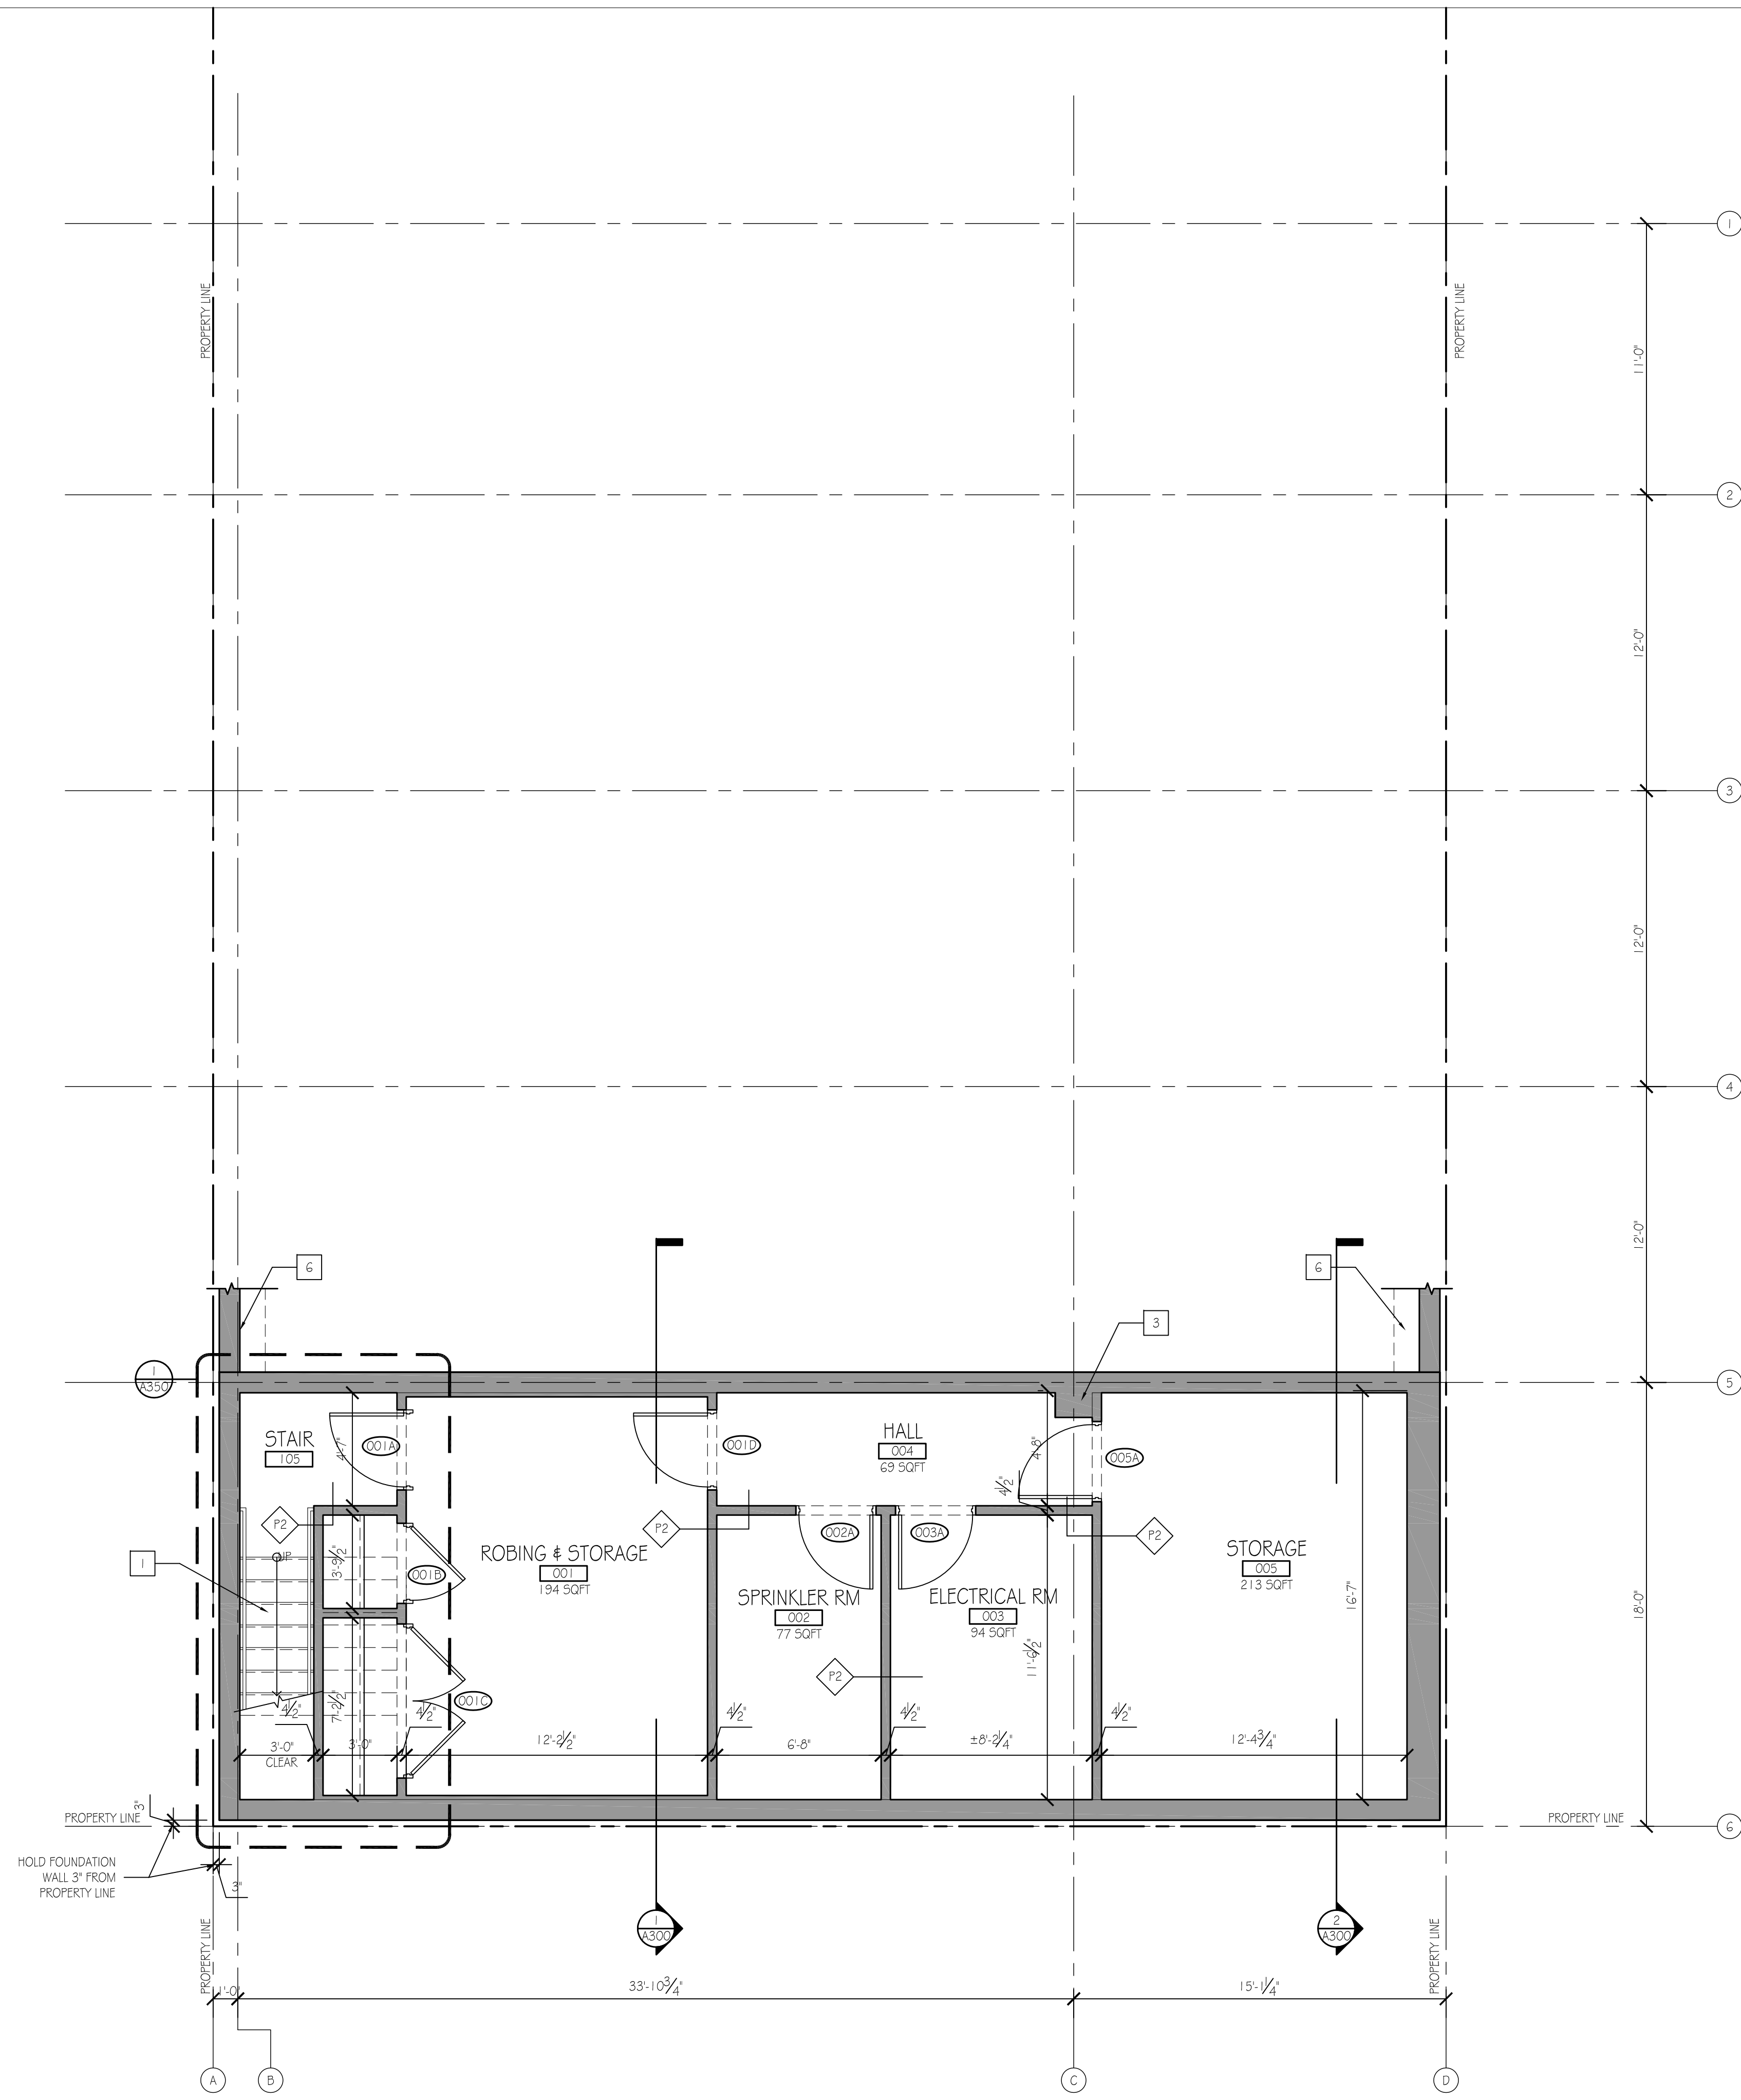 1
PROPERTY LINE
PROPERTY LINE
11'-0"
2
12'-0"
3
12'-0"
4
12'-0"
6
6
3
1
A350
5
STAIR
105
4'-7"
001A
001D
HALL
004
69 SQFT
4'-8"
005A
4 1/2"
P2
P2
002A
003A
P2
1
UP
3'-9 1/2"
001B
ROBING & STORAGE
001
194 SQFT
SPRINKLER RM
002
77 SQFT
ELECTRICAL RM
003
94 SQFT
STORAGE
005
213 SQFT
16'-7"
18'-0"
11'-6 1/2"
P2
7'-2 1/2"
001C
4 1/2"
4 1/2"
4 1/2"
4 1/2"
4 1/2"
3'-0"
CLEAR
3'-0"
12'-2 1/2"
6'-8"
±8'-2 1/4"
12'-4 3/4"
3"
PROPERTY LINE
PROPERTY LINE
6
HOLD FOUNDATION
WALL 3" FROM
PROPERTY LINE
3"
1
A300
2
A300
PROPERTY LINE
PROPERTY LINE
1'-0"
33'-10 3/4"
15'-1 1/4"
A
B
C
D